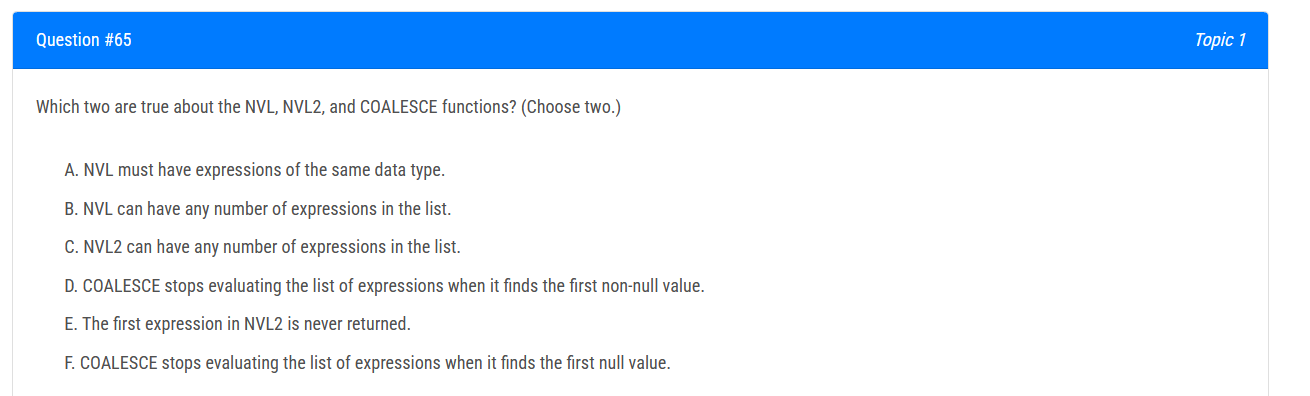 Question #65
Topic 1
Which two are true about the NVL, NVL2, and COALESCE functions? (Choose two.)
A. NVL must have expressions of the same data type.
B. NVL can have any number of expressions in the list.
C. NVL2 can have any number of expressions in the list.
D. COALESCE stops evaluating the list of expressions when it finds the first non-null value.
E. The first expression in NVL2 is never returned.
F. COALESCE stops evaluating the list of expressions when it finds the first null value.